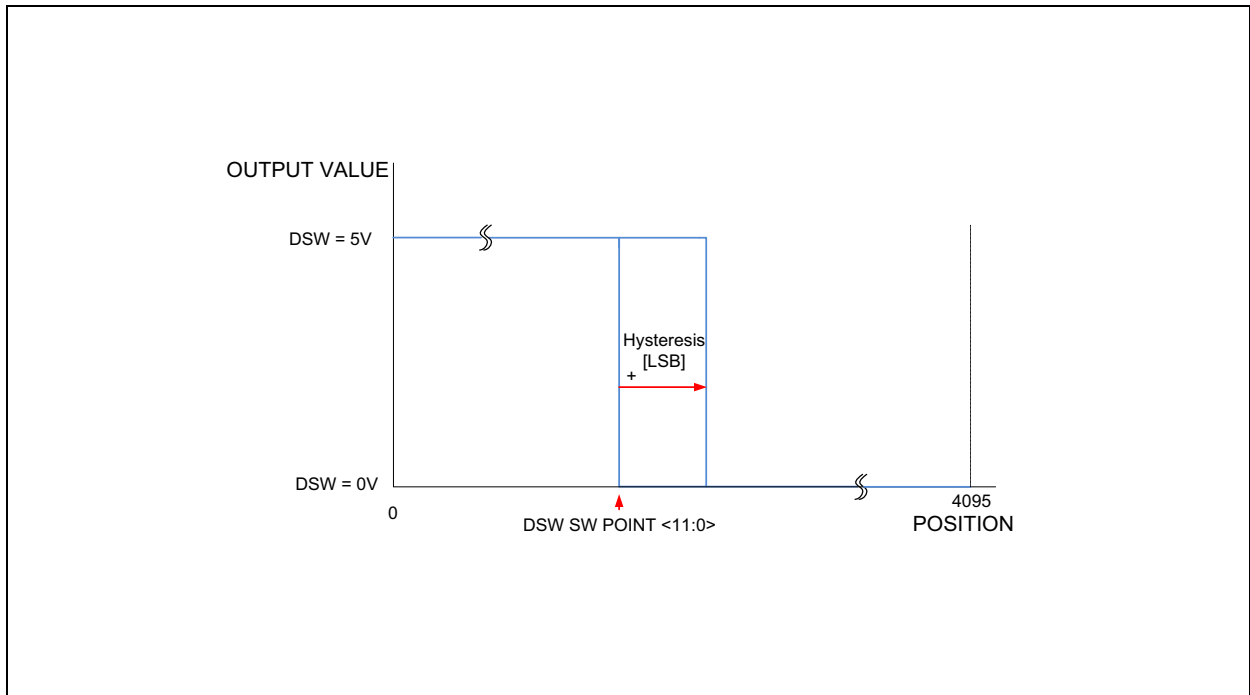 OUTPUT VALUE
DSW = 5V
Hysteresis
[LSB]
+
DSW = 0V
0
DSW SW POINT <11:0>
4095
POSITION